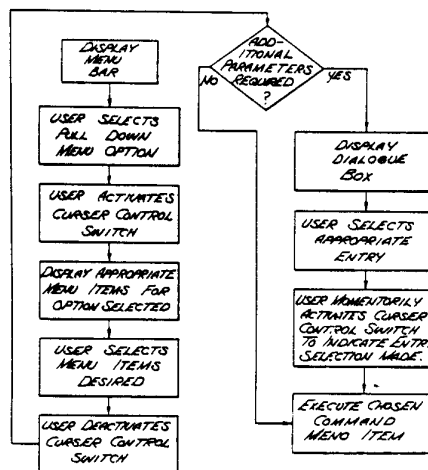 DISPLAY
MENU
BAR
USER SELECTS
PULL DOWN
MENU OPTION
USER ACTIVATES
CURSER CONTROL
SWITCH
DISPLAY APPROPRIATE
MENU ITEMS FOR
OPTION SELECTED
USER SELECTS
MENU ITEMS
DESIRED
USER DEACTIVATES
CURSER CONTROL
SWITCH
ADD-
ITIONAL
PARAMETERS
REQUIRED
?
NO
YES
DISPLAY
DIALOGUE
BOX
USER SELECTS
APPROPRIATE
ENTRY
USER MOMENTORILY
ACTIVATES CURSER
CONTROL SWITCH
TO INDICATE ENTRY
SELECTION MADE.
EXECUTE CHOSEN
COMMAND
MENU ITEM